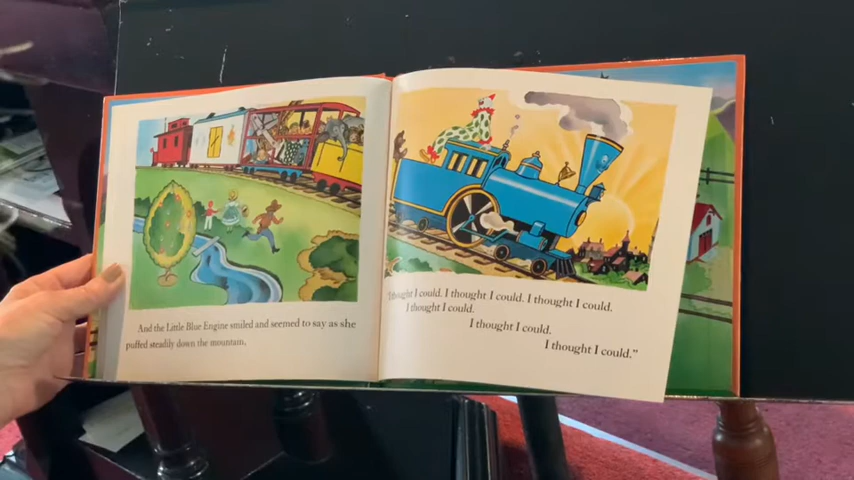 And the Little Blue Engine smiled and seemed to say as she
puffed steadily down the mountain,
I thought I could. I thought I could. I thought I could.
I thought I could.
I thought I could.
I thought I could."